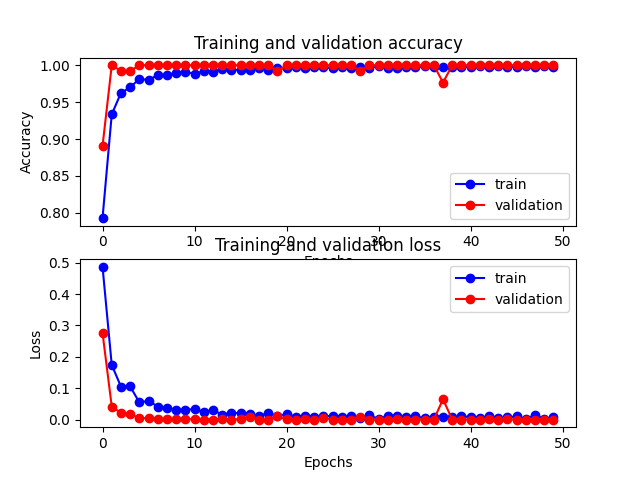 Training and validation accuracy
1.00
0.95
0.90
0.85
0.80
Accuracy
train
validation
0 10 20 30 40 50
Epochs
Training and validation loss
0.5
0.4
0.3
0.2
0.1
0.0
Loss
train
validation
0 10 20 30 40 50
Epochs